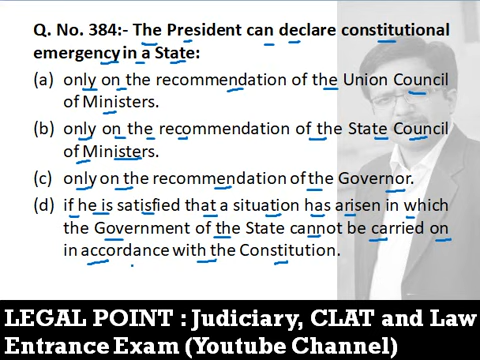 Q. No. 384:- The President can declare constitutional
emergency in a State:
(a) only on the recommendation of the Union Council
of Ministers.
(b) only on the recommendation of the State Council
of Ministers.
(c) only on the recommendation of the Governor.
(d) if he is satisfied that a situation has arisen in which
the Government of the State cannot be carried on
in accordance with the Constitution.
LEGAL POINT : Judiciary, CLAT and Law
Entrance Exam (Youtube Channel)